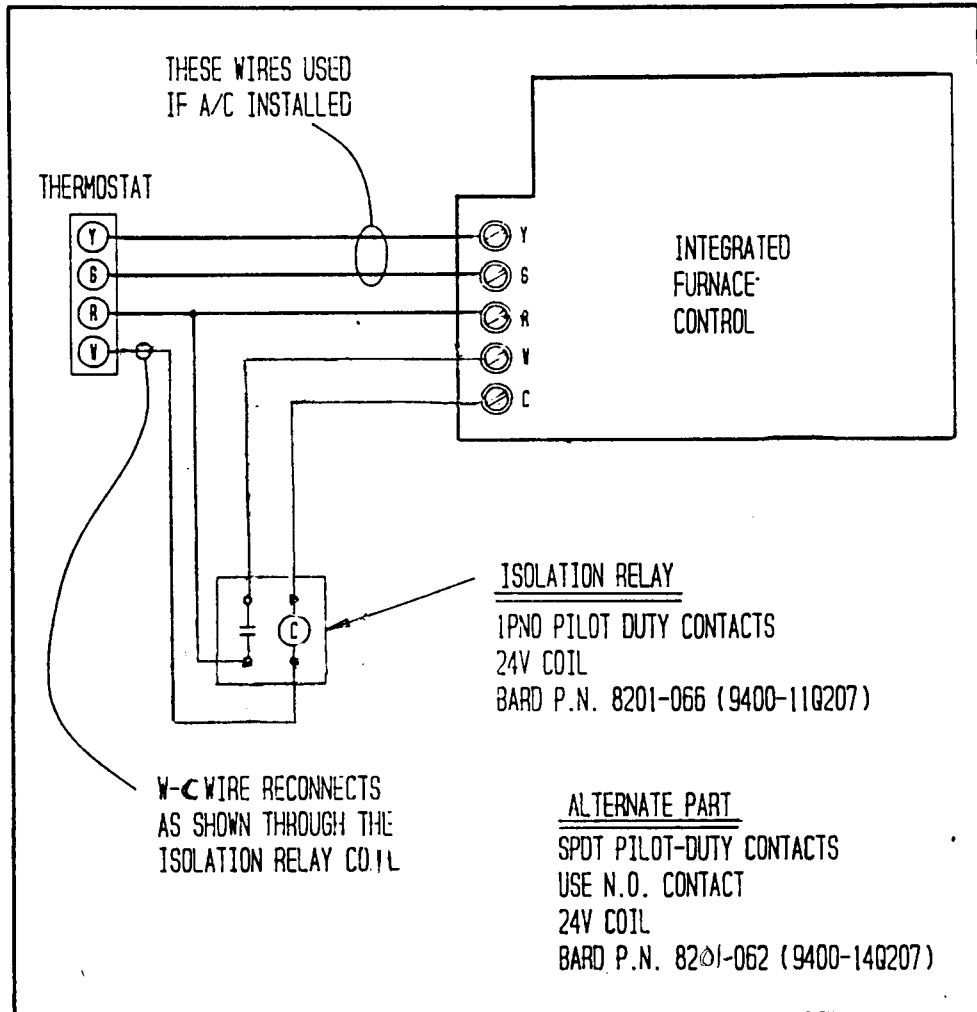 THESE WIRES USED
IF A/C INSTALLED
THERMOSTAT
Y
G
R
W
Y
G
R
W
C
INTEGRATED
FURNACE
CONTROL
C
ISOLATION RELAY
1PNO PILOT DUTY CONTACTS
24V COIL
BARD P.N. 8201-066 (9400-11Q207)
W-C WIRE RECONNECTS
AS SHOWN THROUGH THE
ISOLATION RELAY COIL
ALTERNATE PART
SPDT PILOT-DUTY CONTACTS
USE N.O. CONTACT
24V COIL
BARD P.N. 8201-062 (9400-14Q207)